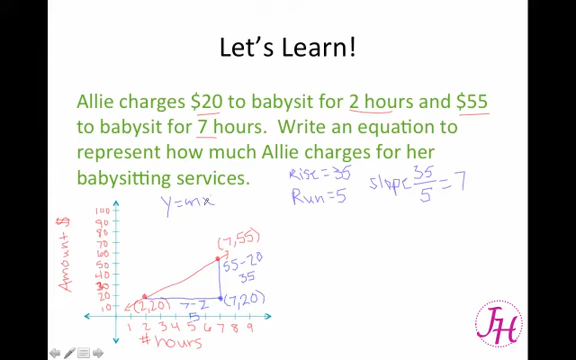 Let's Learn!
Allie charges $20 to babysit for 2 hours and $55
to babysit for 7 hours. Write an equation to
represent how much Allie charges for her
babysitting services.
Rise = 35
Run = 5
slope 35/5 = 7
y=mx
Amount $
100
90
80
70
60
50
40
30
20
10
(7,55)
55-20
35
(2,20)
7-2
5
(7,20)
1 2 3 4 5 6 7 8 9
# hours
JH